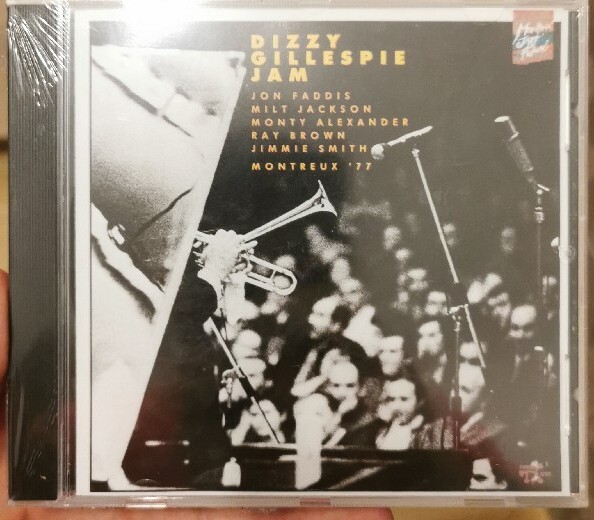 DIZZY
GILLESPIE
JAM
JON FADDIS
MILT JACKSON
MONTY ALEXANDER
RAY BROWN
JIMMIE SMITH
MONTREUX '77